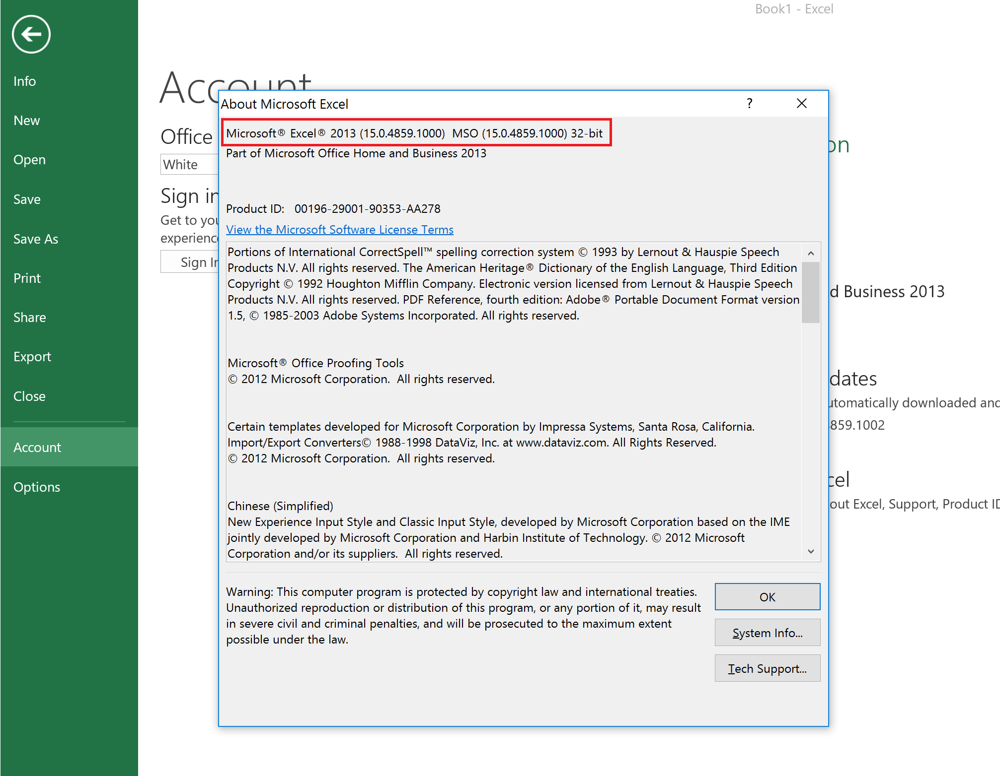 Book1 - Excel
Info
New
Open
Save
Save As
Print
Share
Export
Close
Account
Options
Account
Office
White
Sign in
Get to you
experience
Sign In
About Microsoft Excel
?
Microsoft® Excel® 2013 (15.0.4859.1000)  MSO (15.0.4859.1000) 32-bit
Part of Microsoft Office Home and Business 2013
Product ID:   00196-29001-90353-AA278
View the Microsoft Software License Terms
Portions of International CorrectSpell™ spelling correction system © 1993 by Lernout & Hauspie Speech
Products N.V. All rights reserved. The American Heritage® Dictionary of the English Language, Third Edition
Copyright © 1992 Houghton Mifflin Company. Electronic version licensed from Lernout & Hauspie Speech
Products N.V. All rights reserved. PDF Reference, fourth edition: Adobe® Portable Document Format version
1.5, © 1985-2003 Adobe Systems Incorporated. All rights reserved.
Microsoft® Office Proofing Tools
© 2012 Microsoft Corporation.  All rights reserved.
Certain templates developed for Microsoft Corporation by Impressa Systems, Santa Rosa, California.
Import/Export Converters© 1988-1998 DataViz, Inc. at www.dataviz.com. All Rights Reserved.
© 2012 Microsoft Corporation.  All rights reserved.
Chinese (Simplified)
New Experience Input Style and Classic Input Style, developed by Microsoft Corporation based on the IME
jointly developed by Microsoft Corporation and Harbin Institute of Technology. © 2012 Microsoft
Corporation and/or its suppliers.  All rights reserved.
Warning: This computer program is protected by copyright law and international treaties.
Unauthorized reproduction or distribution of this program, or any portion of it, may result
in severe civil and criminal penalties, and will be prosecuted to the maximum extent
possible under the law.
OK
System Info...
Tech Support...
on
d Business 2013
dates
utomatically downloaded and
859.1002
cel
out Excel, Support, Product ID